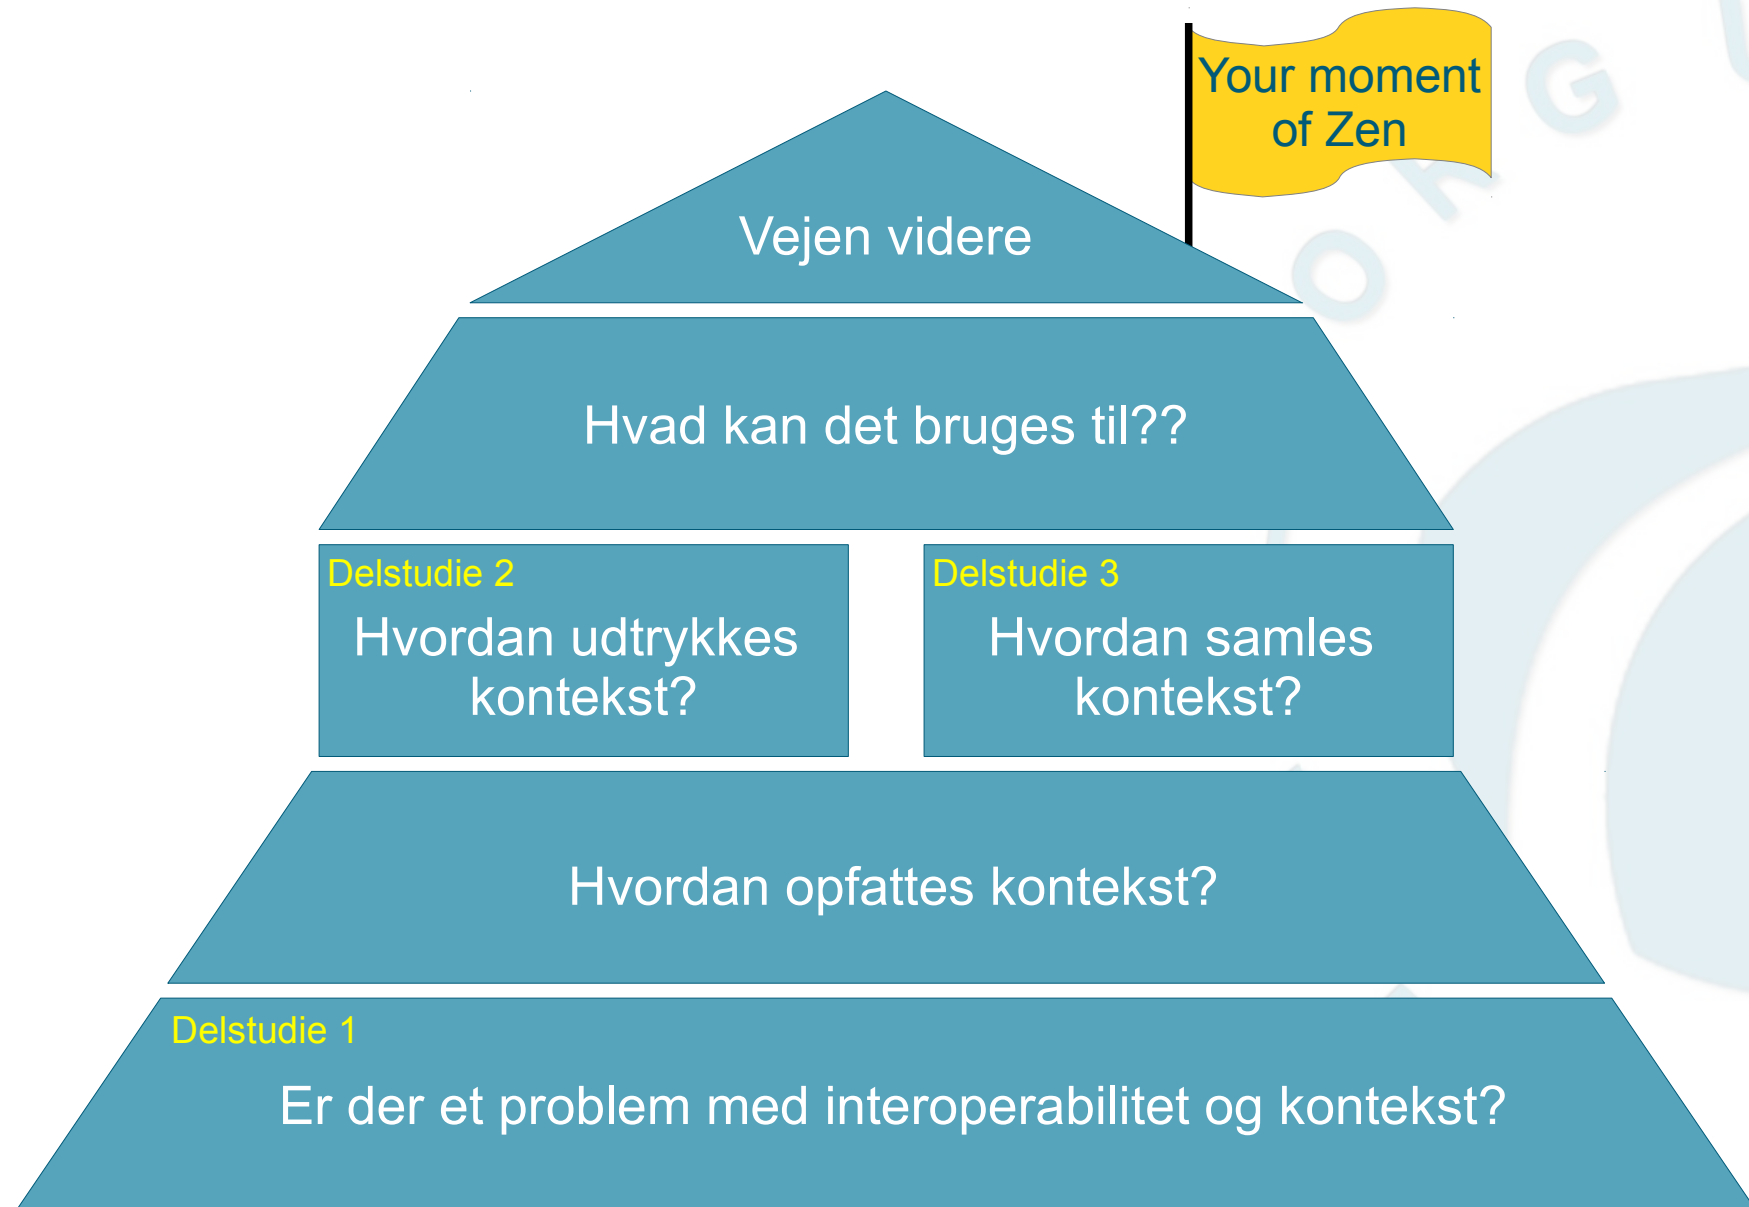 Your moment
of Zen
Vejen videre
Hvad kan det bruges til??
Delstudie 2
Hvordan udtrykkes
kontekst?
Delstudie 3
Hvordan samles
kontekst?
Hvordan opfattes kontekst?
Delstudie 1
Er der et problem med interoperabilitet og kontekst?